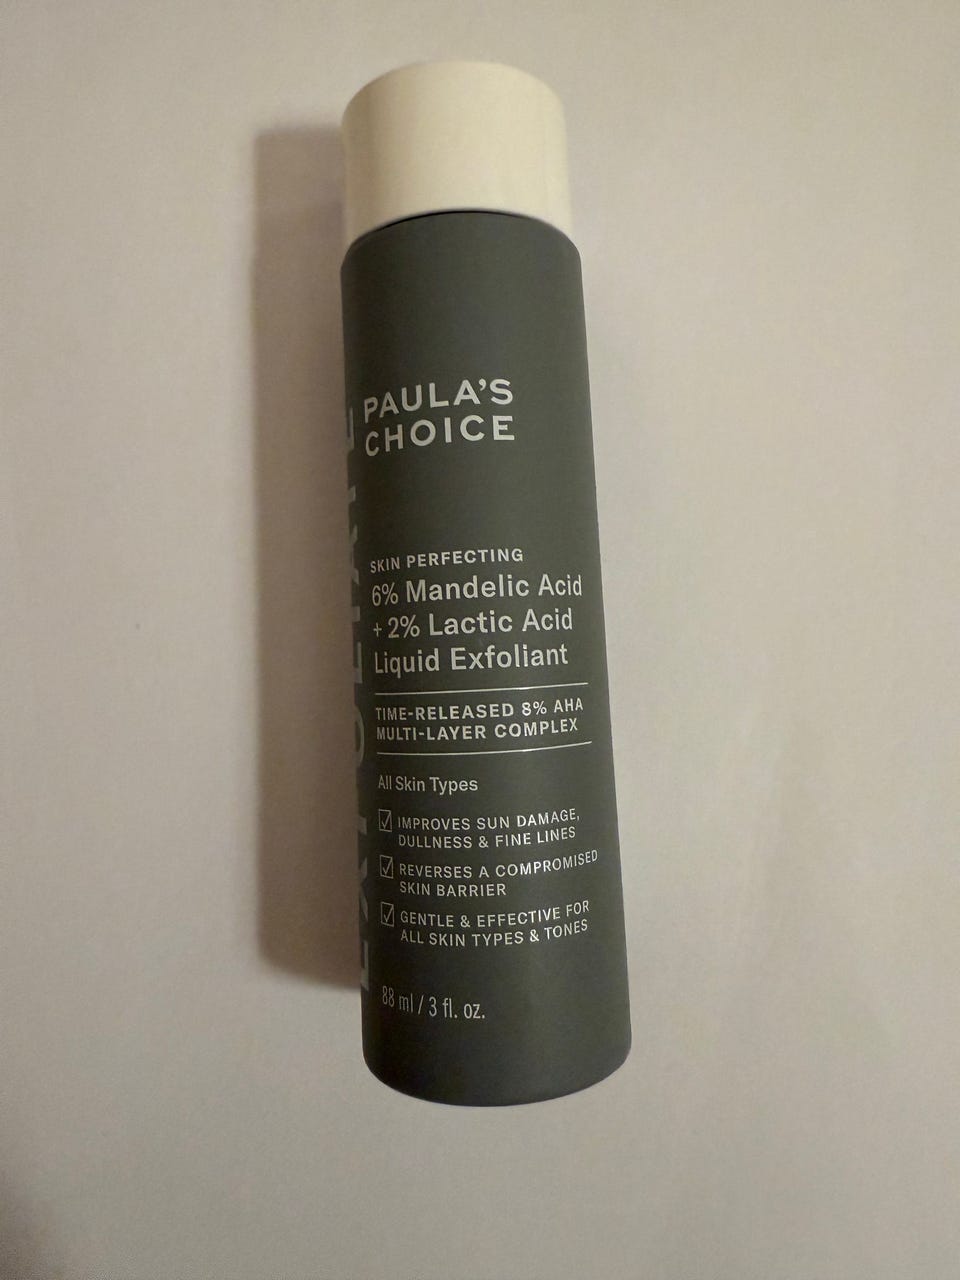 PAULA'S
CHOICE
SKIN PERFECTING
6% Mandelic Acid
+ 2% Lactic Acid
Liquid Exfoliant
TIME-RELEASED 8% AHA
MULTI-LAYER COMPLEX
All Skin Types
☑ IMPROVES SUN DAMAGE,
DULLNESS & FINE LINES
☑ REVERSES A COMPROMISED
SKIN BARRIER
☑ GENTLE & EFFECTIVE FOR
ALL SKIN TYPES & TONES
88 ml / 3 fl. oz.
EXFOLIATE